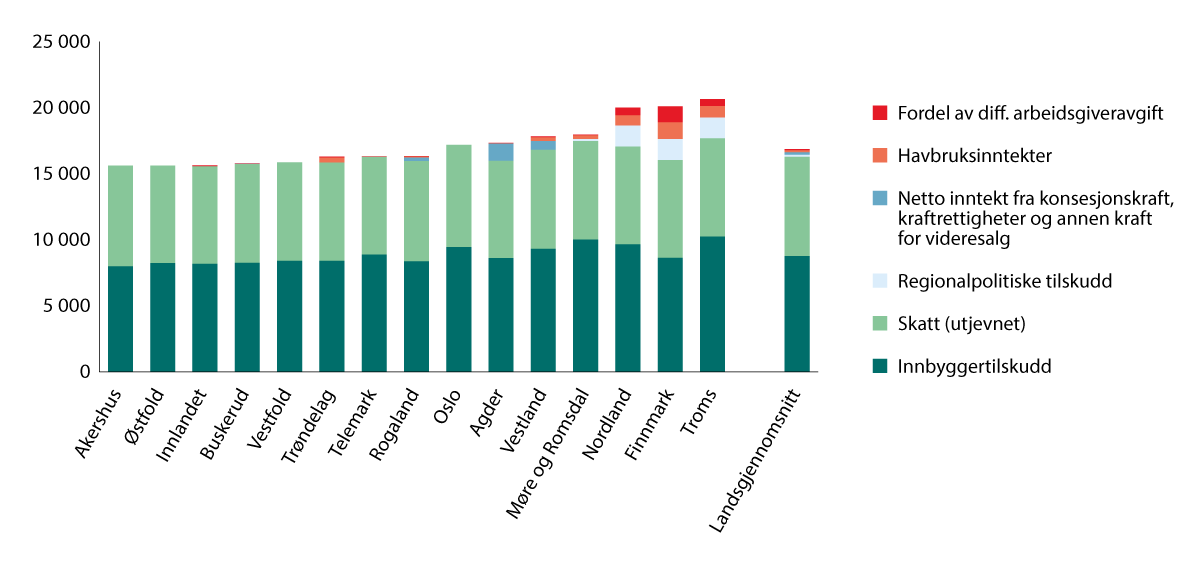 25 000
20 000
15 000
10 000
5 000
0
Akershus
Østfold
Innlandet
Buskerud
Vestfold
Trøndelag
Telemark
Rogaland
Oslo
Agder
Vestland
Møre og Romsdal
Nordland
Finnmark
Troms
Landsgjennomsnitt
Fordel av diff. arbeidsgiveravgift
Havbruksinntekter
Netto inntekt fra konsesjonskraft,
kraftrettigheter og annen kraft
for videresalg
Regionalpolitiske tilskudd
Skatt (utjevnet)
Innbyggertilskudd